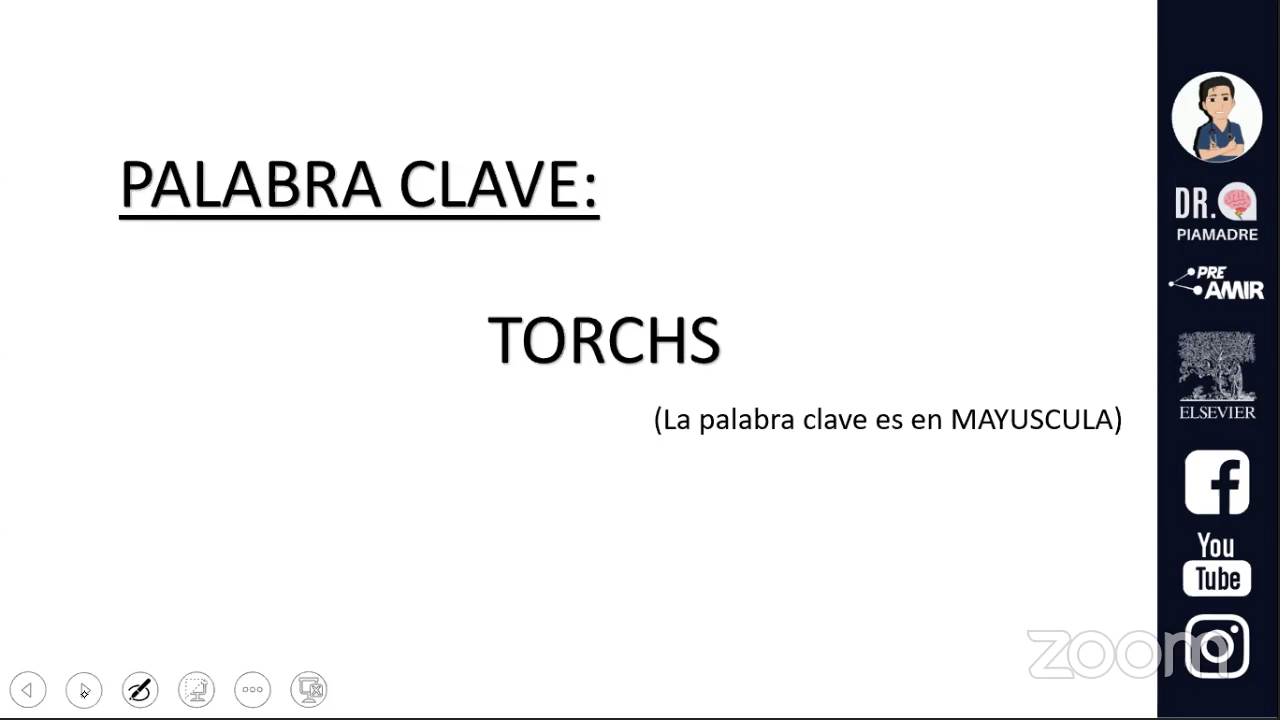 PALABRA CLAVE:
TORCHS
(La palabra clave es en MAYUSCULA)
DR.
PIAMADRE
PRE
AMIR
ELSEVIER
You
Tube
zoom